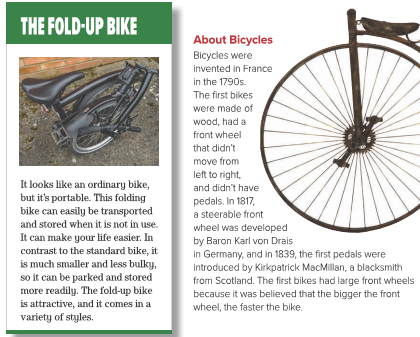 THE FOLD-UP BIKE
It looks like an ordinary bike,
but it's portable. This folding
bike can easily be transported
and stored when it is not in use.
It can make your life easier. In
contrast to the standard bike, it
is much smaller and less bulky,
so it can be parked and stored
more readily. The fold-up bike
is attractive, and it comes in a
variety of styles.
About Bicycles
Bicycles were
invented in France
in the 1790s.
The first bikes
were made of
wood, had a
front wheel
that didn't
move from
left to right,
and didn't have
pedals. In 1817,
a steerable front
wheel was developed
by Baron Karl von Drais
in Germany, and in 1839, the first pedals were
introduced by Kirkpatrick MacMillan, a blacksmith
from Scotland. The first bikes had large front wheels
because it was believed that the bigger the front
wheel, the faster the bike.